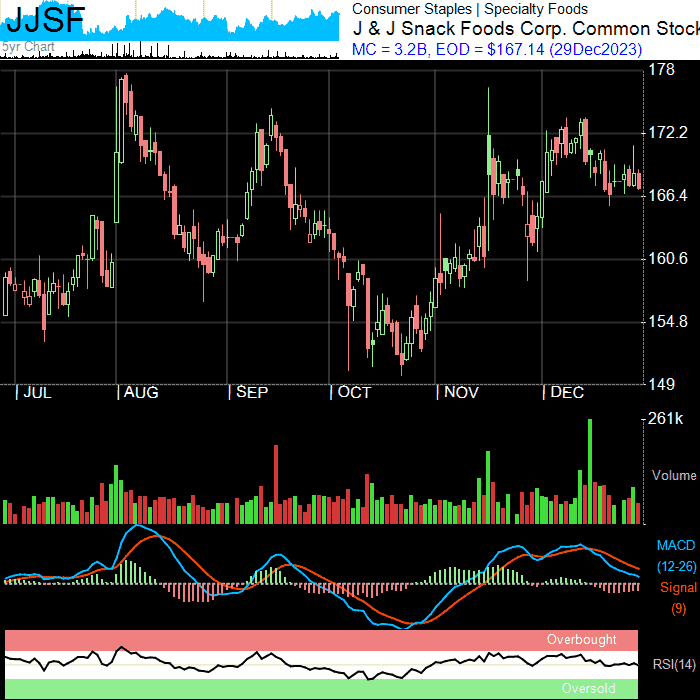 JJSF
5yr Chart
Consumer Staples | Specialty Foods
J & J Snack Foods Corp. Common Stock
MC = 3.2B, EOD = $167.14 (29Dec2023)
178
172.2
166.4
160.6
154.8
149
JUL AUG SEP OCT NOV DEC
261k
Volume
MACD
(12-26)
Signal
(9)
Overbought
RSI(14)
Oversold